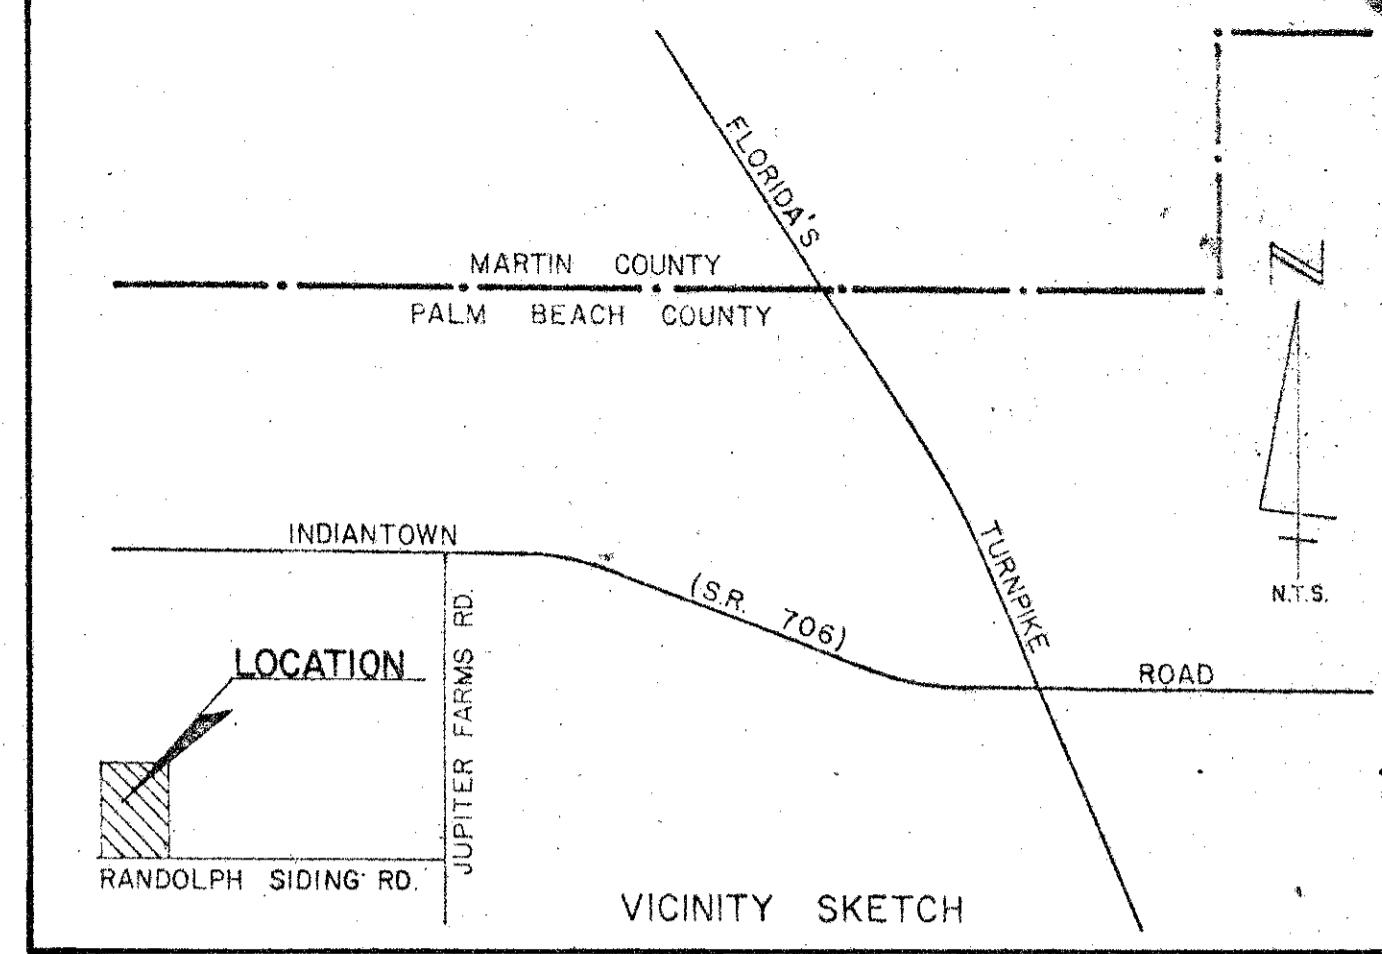 FLORIDA'S
MARTIN COUNTY
PALM BEACH COUNTY
N
N.T.S.
INDIANTOWN
(S.R. 706)
TURNPIKE
ROAD
JUPITER FARMS RD.
LOCATION
RANDOLPH SIDING RD.
VICINITY SKETCH